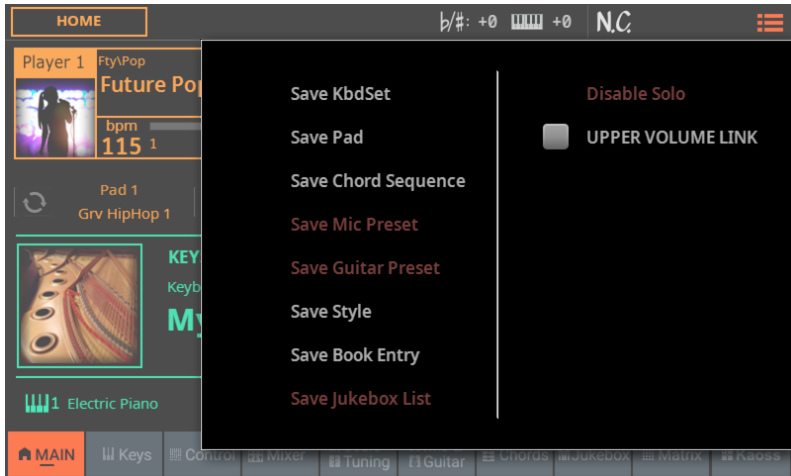 HOME
♭/♯: +0
+0
N.C.
Player 1
Fty\Pop
Future Pop
bpm
115 1
Pad 1
Grv HipHop 1
KEY
Keyb
My
1 Electric Piano
Save KbdSet
Save Pad
Save Chord Sequence
Save Mic Preset
Save Guitar Preset
Save Style
Save Book Entry
Save Jukebox List
Disable Solo
UPPER VOLUME LINK
MAIN
Keys
Control
Mixer
Tuning
Guitar
Chords
Jukebox
Matrix
Kaoss